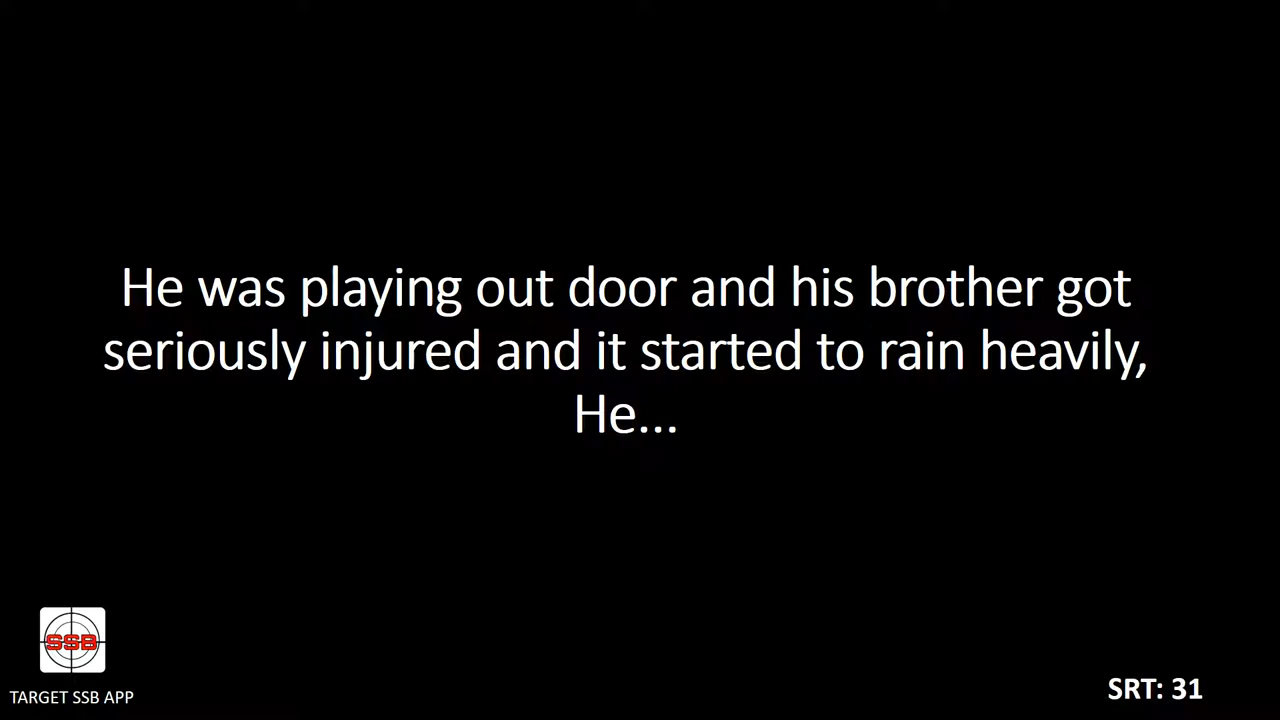 He was playing out door and his brother got
seriously injured and it started to rain heavily,
He...
SSB
TARGET SSB APP
SRT: 31